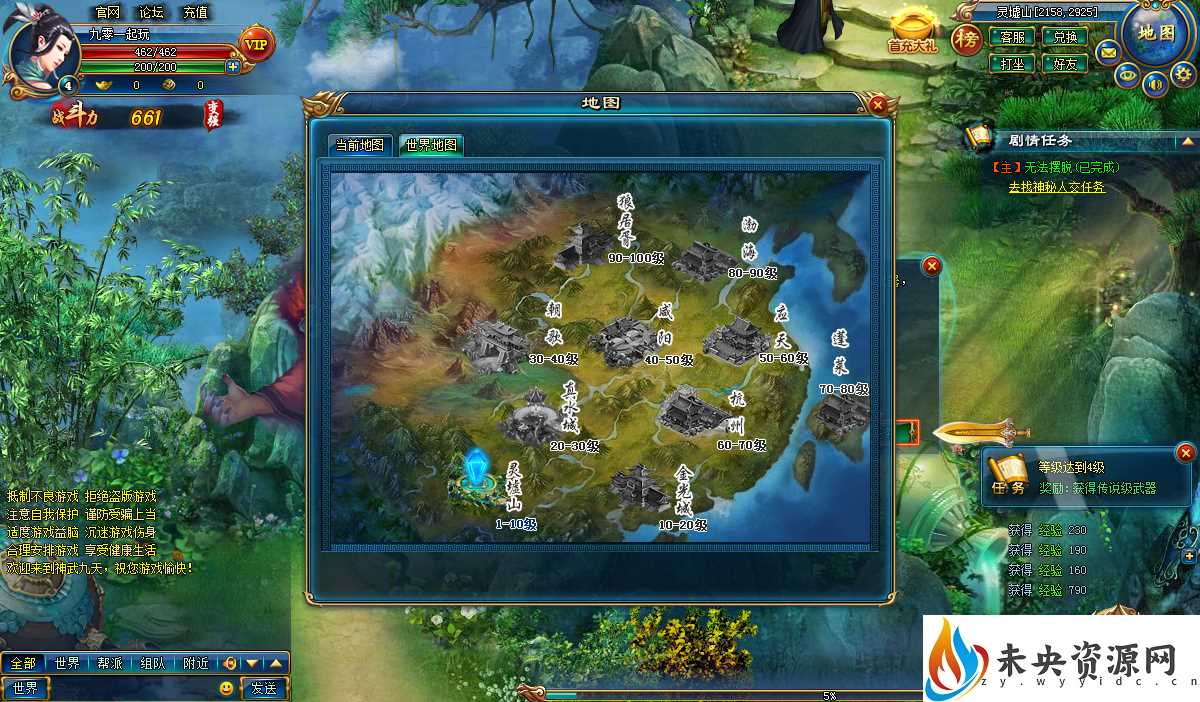 官网 论坛 充值
九零一起玩
VIP
462/462
200/200
4
0
0
战斗力 661
变强
首充大礼
灵墟山[2158,2925]
榜
客服
兑换
打坐
好友
地图
剧情任务
【主】无法摆脱(已完成)
去找神秘人交任务
地图
当前地图
世界地图
狼居胥
90-100级
渤海
80-90级
朝歌
30-40级
咸阳
40-50级
应天
50-60级
蓬莱
70-80级
真水城
20-30级
杭州
60-70级
灵墟山
1-10级
金光城
10-20级
等级达到4级
任务
奖励:获得传说级武器
获得 经验 230
获得 经验 190
获得 经验 160
获得 经验 790
抵制不良游戏 拒绝盗版游戏
注意自我保护 谨防受骗上当
适度游戏益脑 沉迷游戏伤身
合理安排游戏 享受健康生活
欢迎来到神武九天，祝您游戏愉快！
全部 世界 帮派 组队 附近
世界
发送
5%
未央资源网
zy.wyyidc.cn